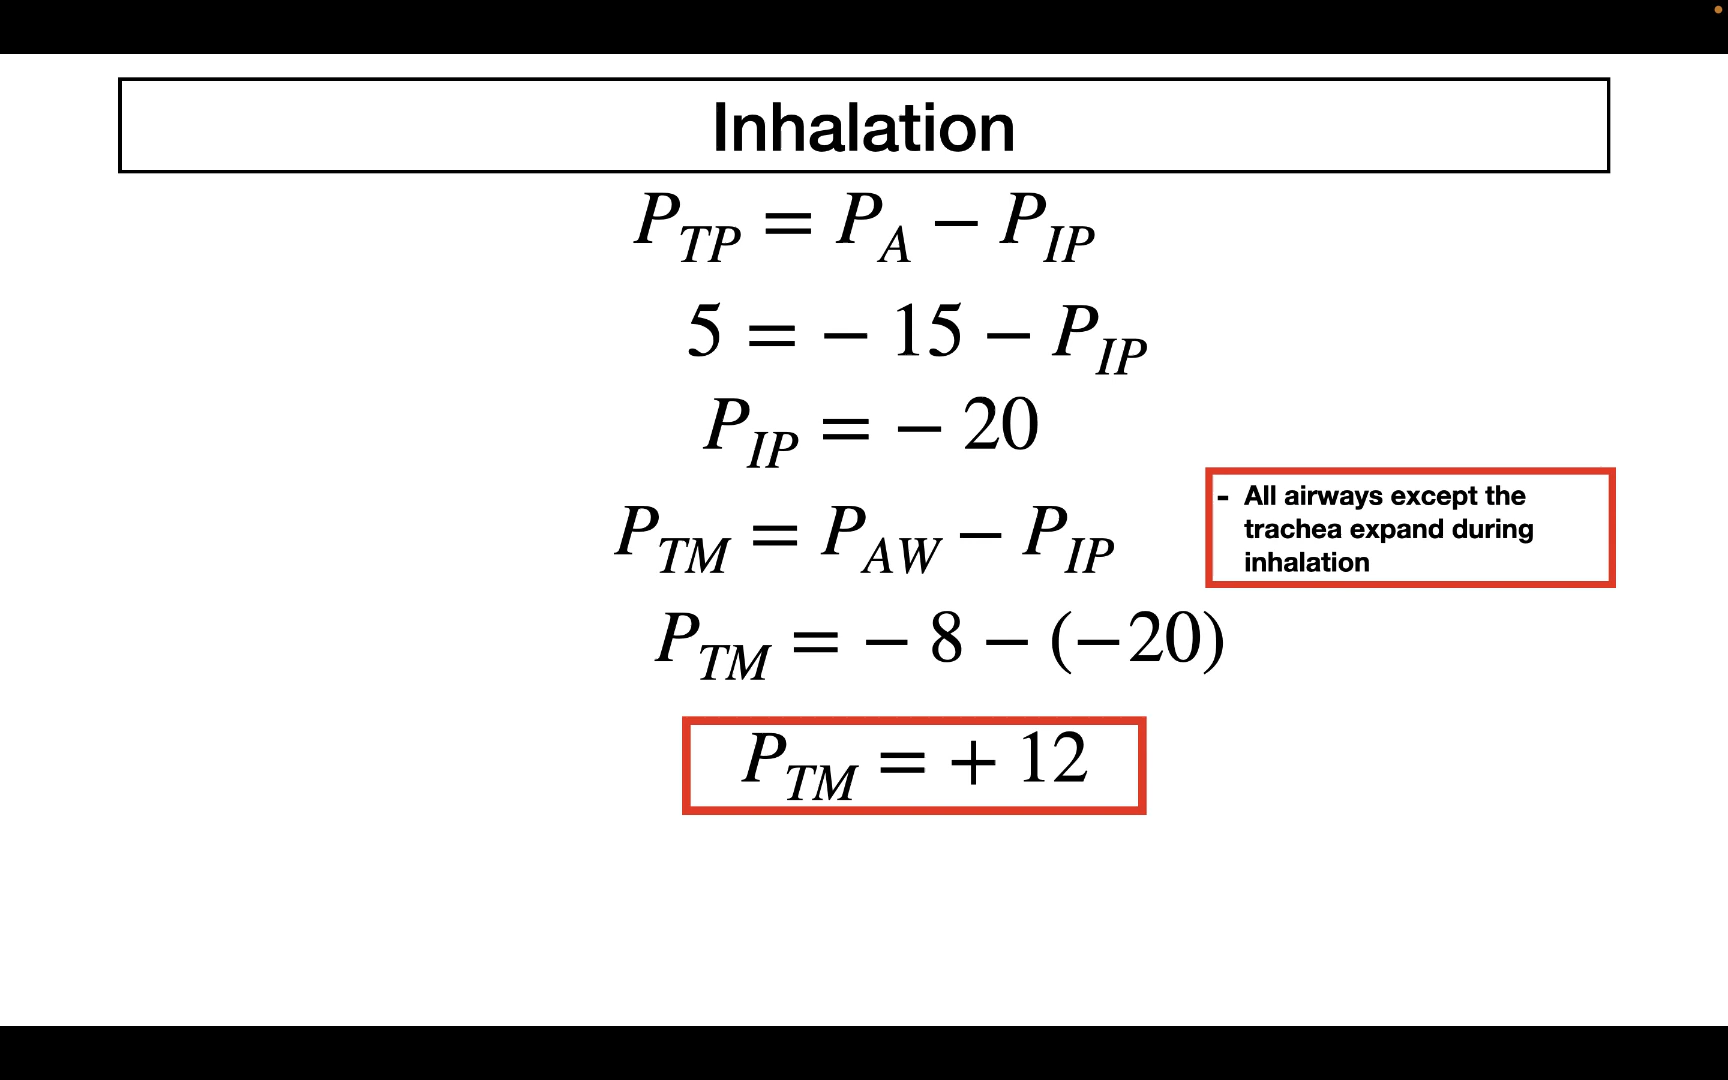 Inhalation
P_TP = P_A − P_IP
5 = − 15 − P_IP
P_IP = − 20
P_TM = P_AW − P_IP
- All airways except the
trachea expand during
inhalation
P_TM = − 8 − (−20)
P_TM = + 12